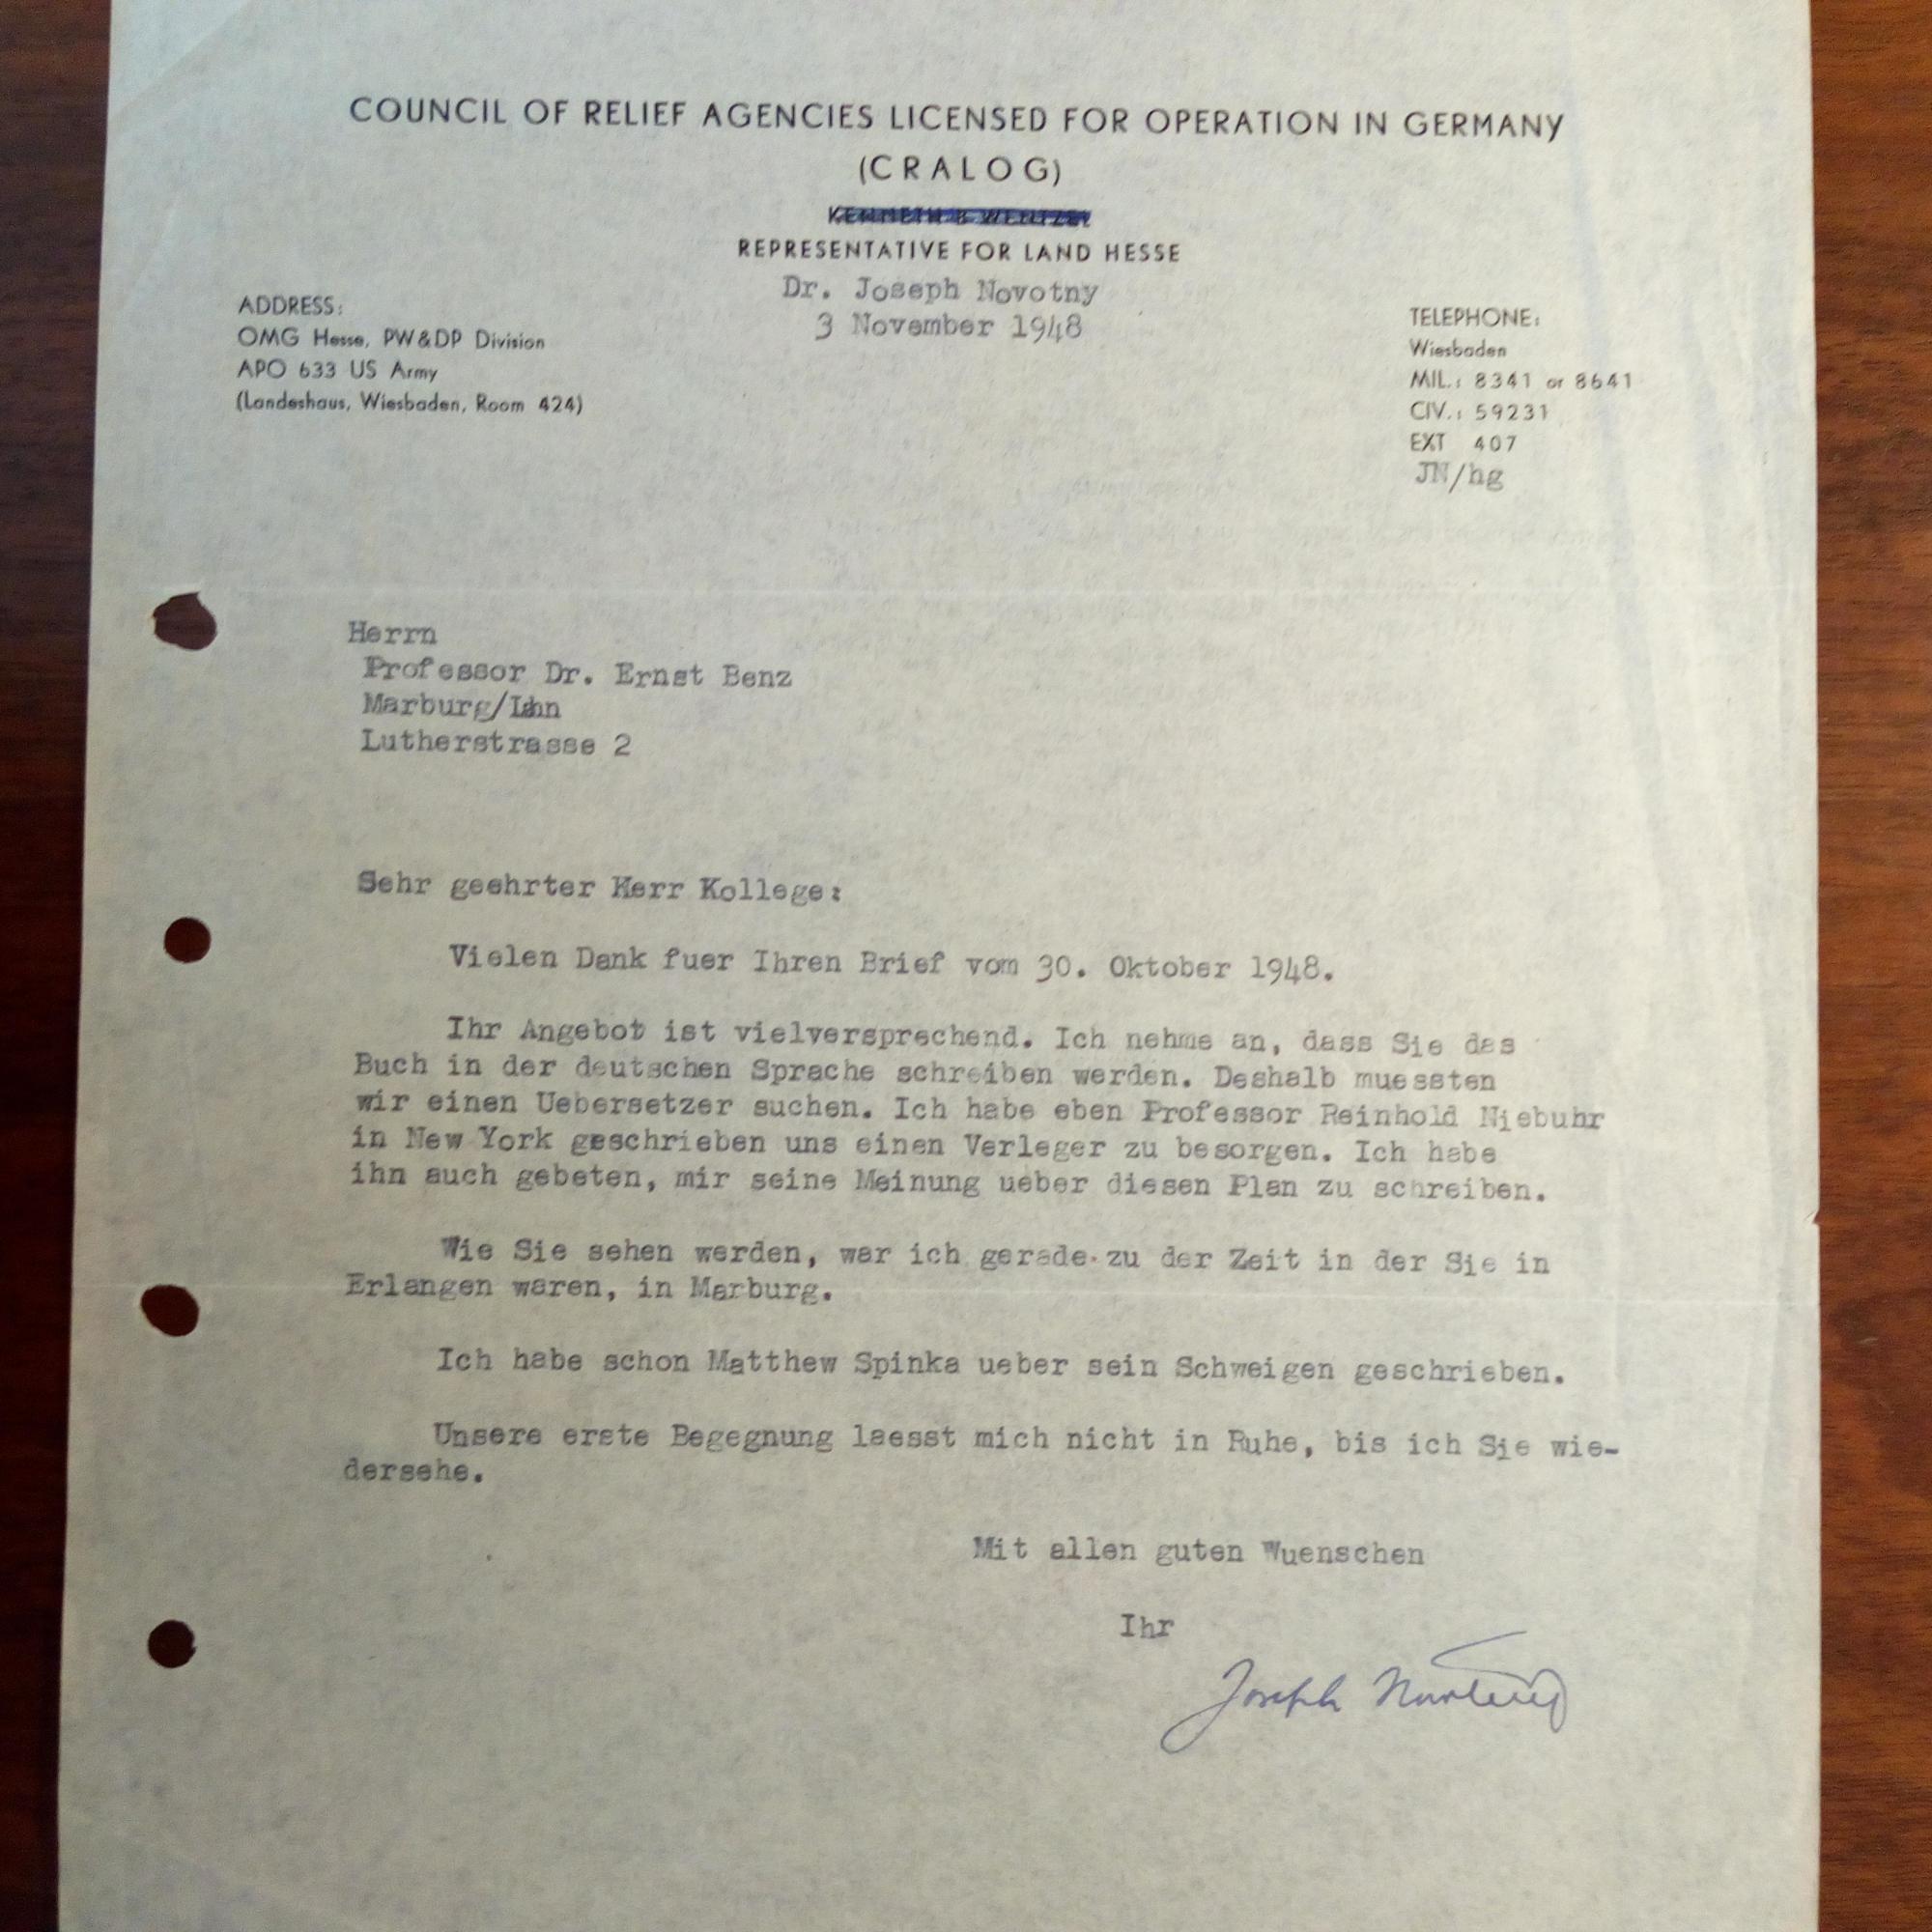 COUNCIL OF RELIEF AGENCIES LICENSED FOR OPERATION IN GERMANY
(CRALOG)
KENNETH B WENTZEL
REPRESENTATIVE FOR LAND HESSE
Dr. Joseph Novotny
3 November 1948
ADDRESS:
OMG Hesse, PW&DP Division
APO 633 US Army
(Landeshaus, Wiesbaden, Room 424)
TELEPHONE:
Wiesbaden
MIL.: 8341 or 8641
CIV.: 59231
EXT 407
JN/hg
Herrn
Professor Dr. Ernst Benz
Marburg/Lahn
Lutherstrasse 2
Sehr geehrter Herr Kollege:
Vielen Dank fuer Ihren Brief vom 30. Oktober 1948.
Ihr Angebot ist vielversprechend. Ich nehme an, dass Sie das
Buch in der deutschen Sprache schreiben werden. Deshalb muessten
wir einen Uebersetzer suchen. Ich habe eben Professor Reinhold Niebuhr
in New York geschrieben uns einen Verleger zu besorgen. Ich habe
ihn auch gebeten, mir seine Meinung ueber diesen Plan zu schreiben.
Wie Sie sehen werden, war ich gerade zu der Zeit in der Sie in
Erlangen waren, in Marburg.
Ich habe schon Matthew Spinka ueber sein Schweigen geschrieben.
Unsere erste Begegnung laesst mich nicht in Ruhe, bis ich Sie wie-
dersehe.
Mit allen guten Wuenschen
Ihr
Joseph Novotny